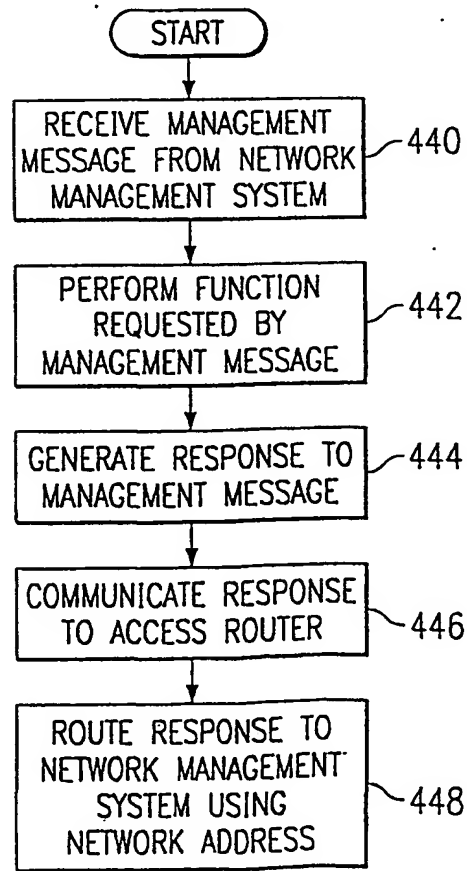 START
RECEIVE MANAGEMENT
MESSAGE FROM NETWORK
MANAGEMENT SYSTEM
440
PERFORM FUNCTION
REQUESTED BY
MANAGEMENT MESSAGE
442
GENERATE RESPONSE TO
MANAGEMENT MESSAGE
444
COMMUNICATE RESPONSE
TO ACCESS ROUTER
446
ROUTE RESPONSE TO
NETWORK MANAGEMENT
SYSTEM USING
NETWORK ADDRESS
448